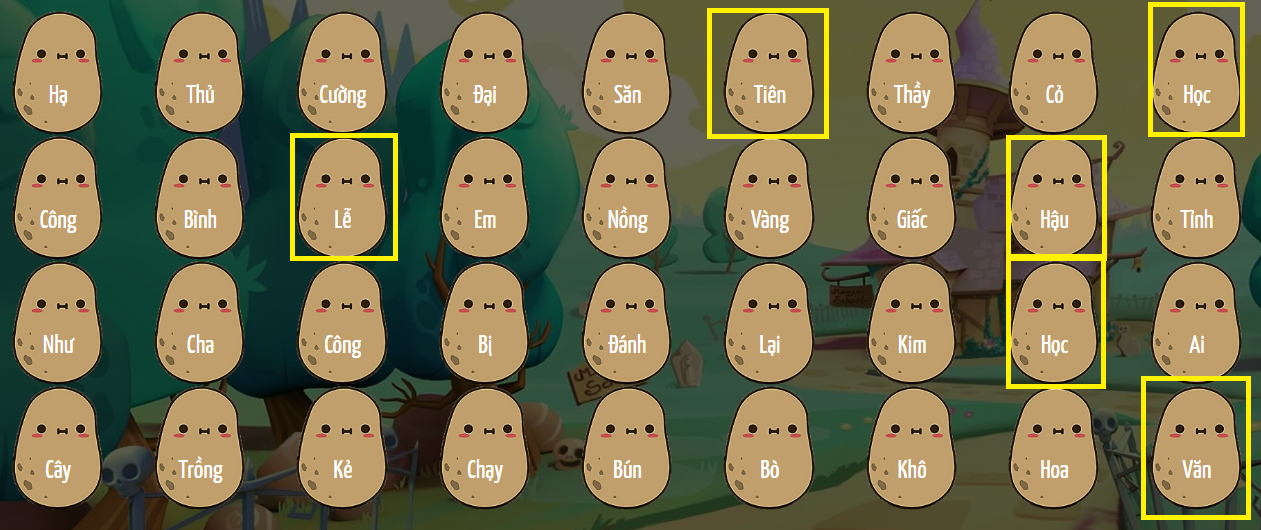 Hạ Thủ Cường Đại Săn Tiên Thầy Cỏ Học
Công Bình Lễ Em Nồng Vàng Giấc Hậu Tỉnh
Như Cha Công Bị Đánh Lại Kim Học Ai
Cây Trồng Kẻ Chạy Bún Bò Khô Hoa Văn